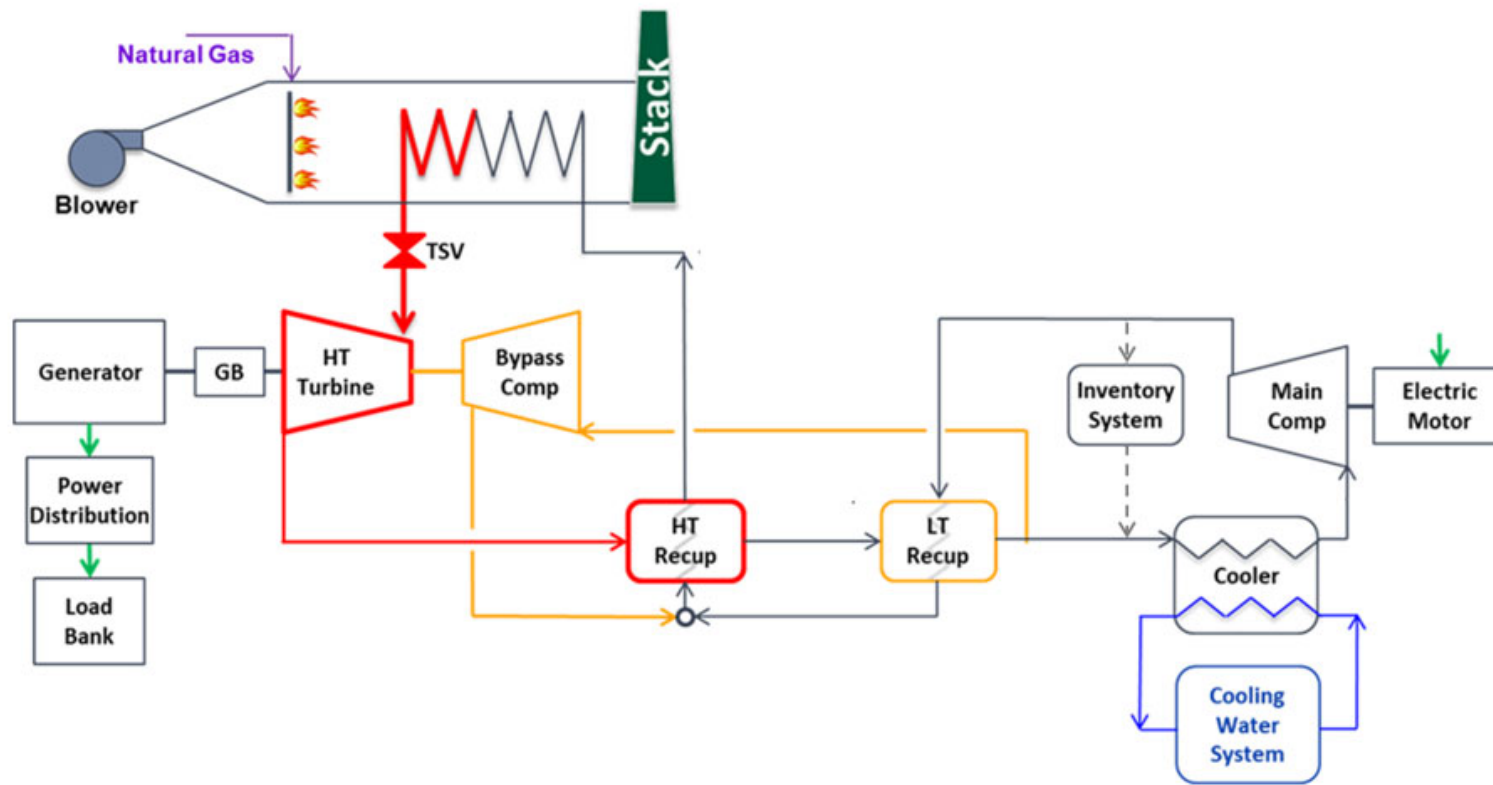 Natural Gas
Stack
Blower
TSV
Generator
GB
HT
Turbine
Bypass
Comp
Inventory
System
Main
Comp
Electric
Motor
Power
Distribution
HT
Recup
LT
Recup
Cooler
Load
Bank
Cooling
Water
System